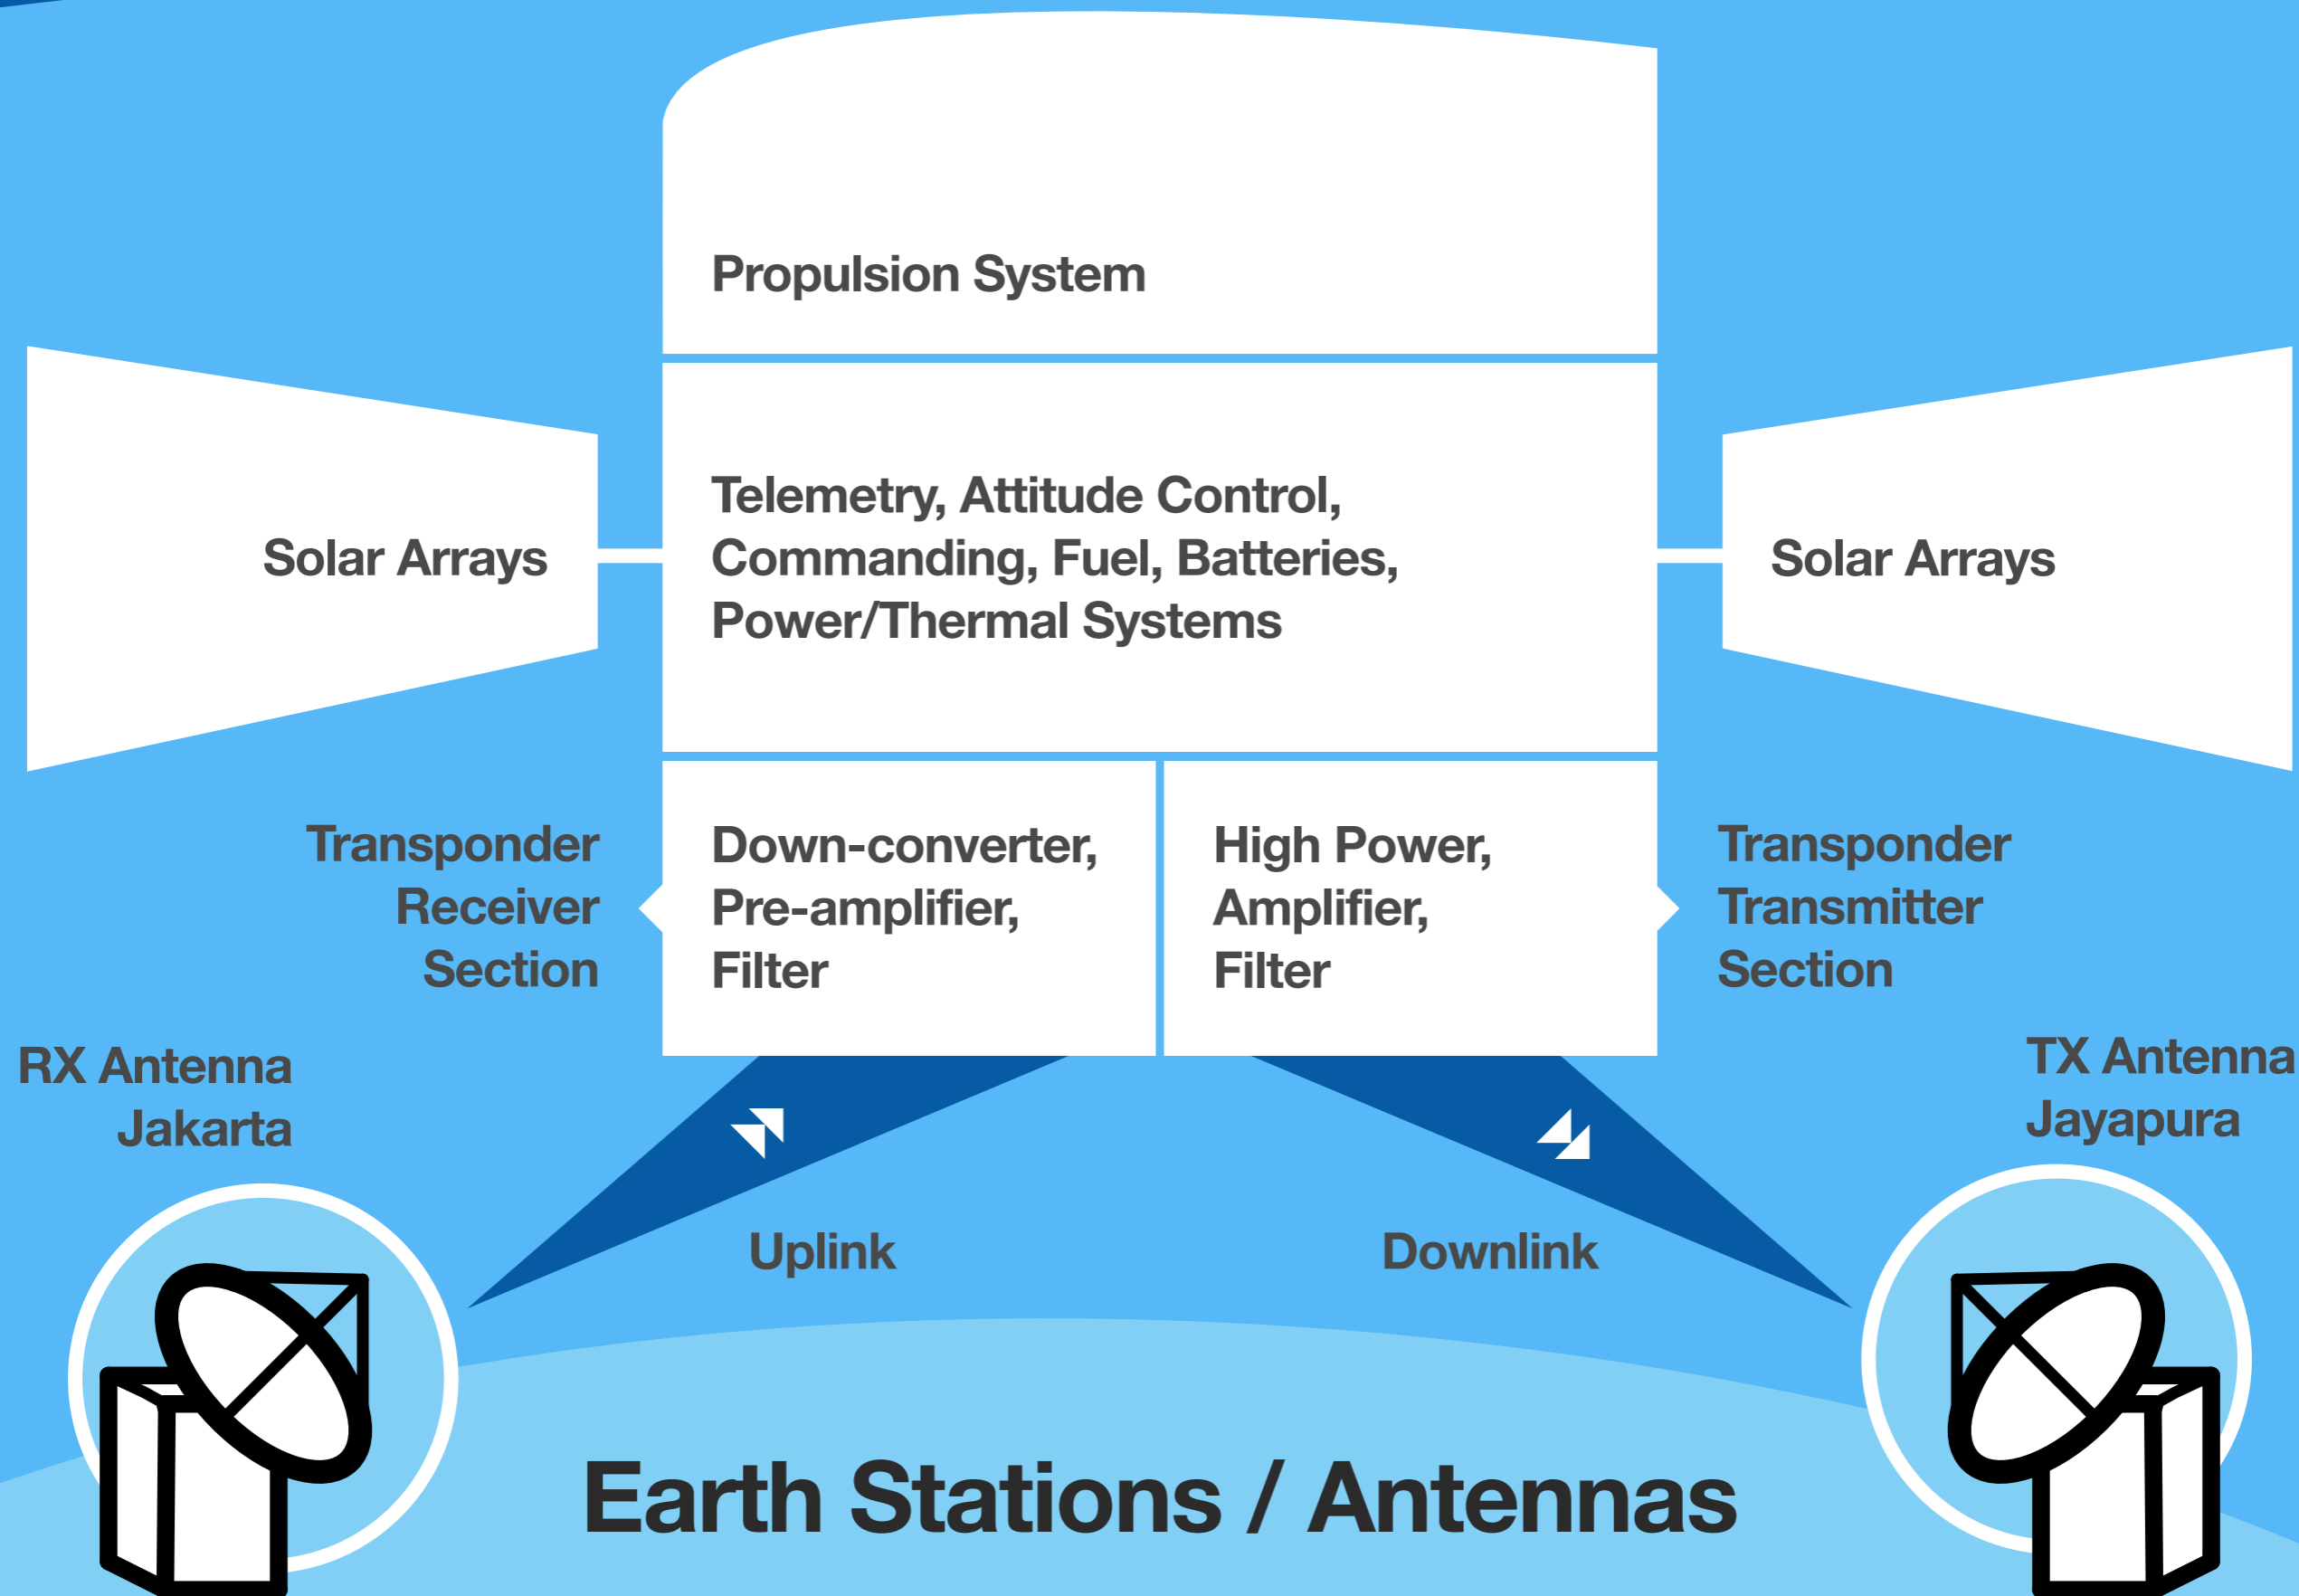 Propulsion System
Solar Arrays
Telemetry, Attitude Control,
Commanding, Fuel, Batteries,
Power/Thermal Systems
Solar Arrays
Transponder
Receiver
Section
Down-converter,
Pre-amplifier,
Filter
High Power,
Amplifier,
Filter
Transponder
Transmitter
Section
RX Antenna
Jakarta
TX Antenna
Jayapura
Uplink
Downlink
Earth Stations / Antennas